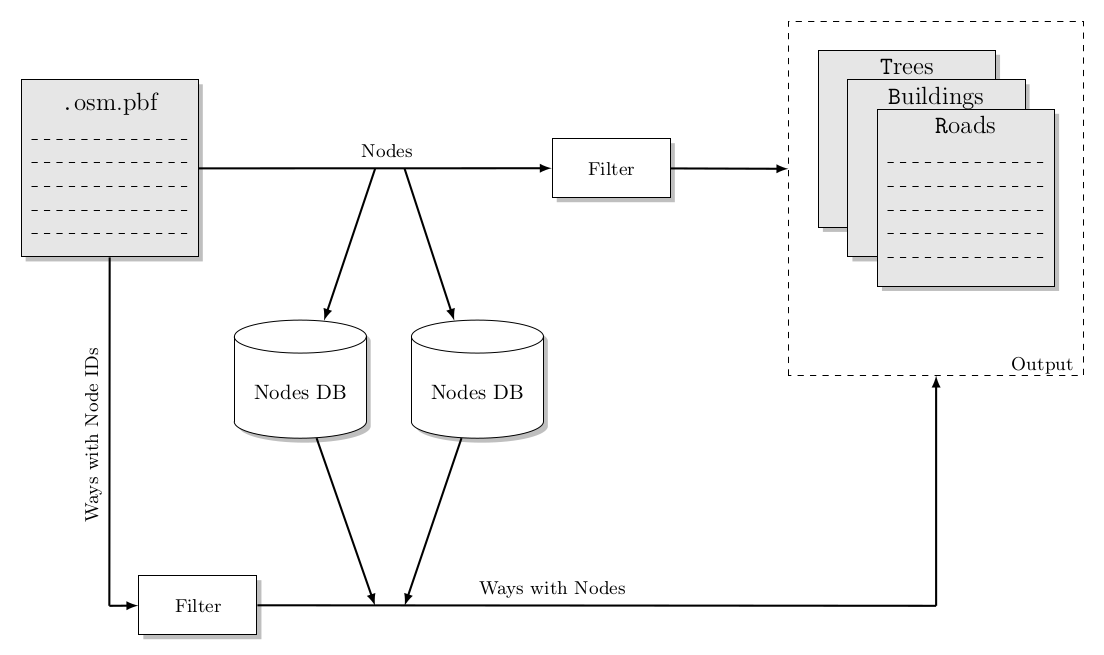 .osm.pbf
Nodes
Filter
Trees
Buildings
Roads
Output
Nodes DB
Nodes DB
Ways with Node IDs
Filter
Ways with Nodes